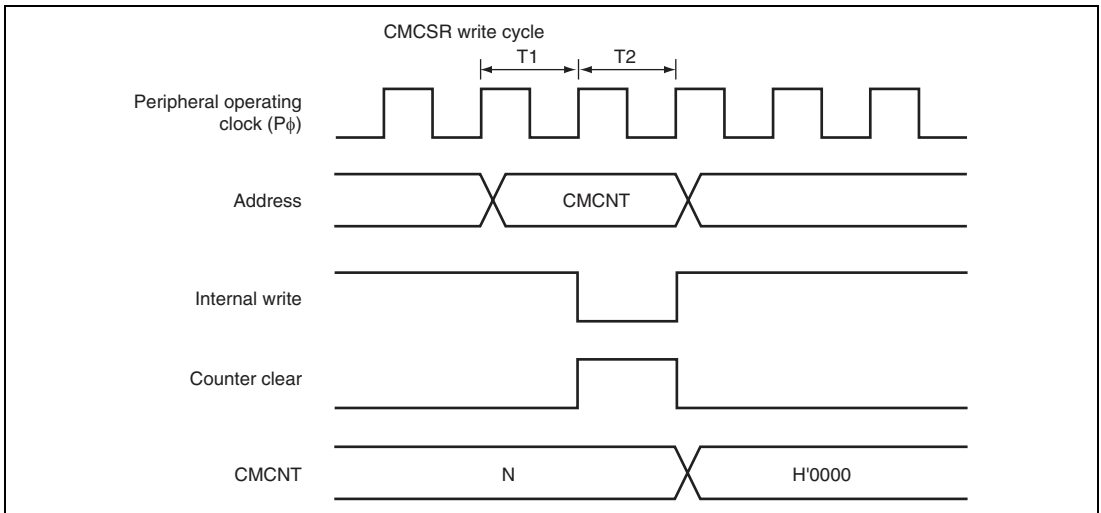 CMCSR write cycle
T1 T2
Peripheral operating
clock (Pϕ)
Address
CMCNT
Internal write
Counter clear
CMCNT
N
H'0000